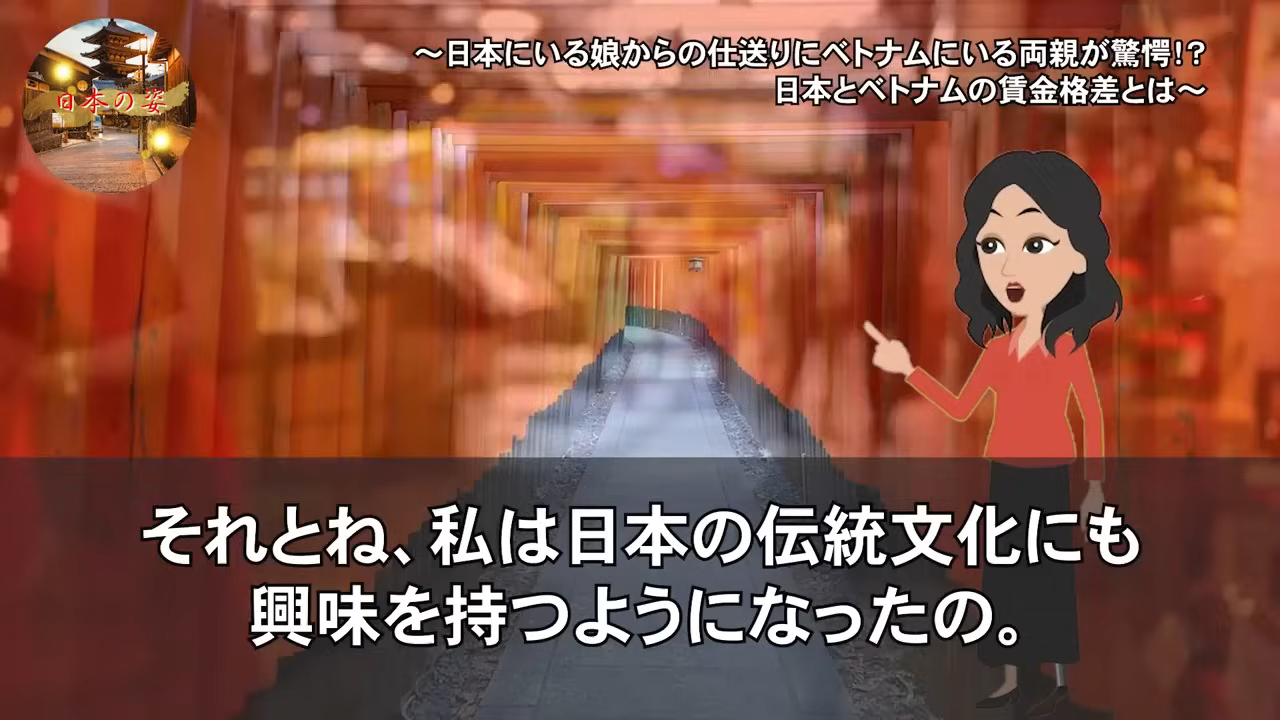 日本の姿
～日本にいる娘からの仕送りにベトナムにいる両親が驚愕!?
日本とベトナムの賃金格差とは～
それとね、私は日本の伝統文化にも
興味を持つようになったの。